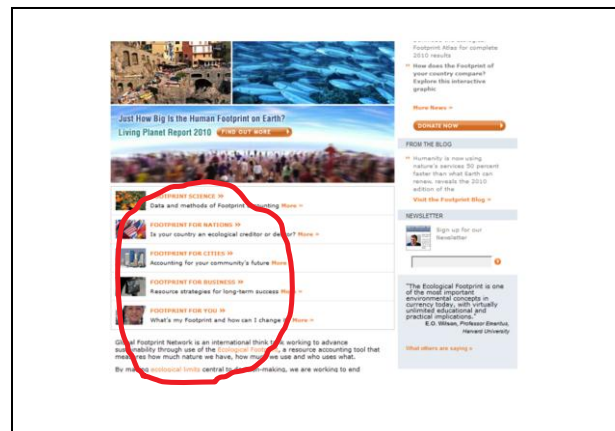 Footprint Atlas for complete
2010 results
How does the Footprint of
your country compare?
Explore this interactive
graphic
More News »
DONATE NOW
Just How Big Is the Human Footprint on Earth?
Living Planet Report 2010 FIND OUT MORE
FROM THE BLOG
Humanity is now using
nature's services 50 percent
faster than what Earth can
renew, reveals the 2010
edition of the
Visit the Footprint Blog »
NEWSLETTER
Sign up for our
Newsletter
"The Ecological Footprint is one
of the most important
environmental concepts in
currency today, with virtually
unlimited educational and
practical implications."
E.O. Wilson, Professor Emeritus,
Harvard University
What others are saying »
FOOTPRINT SCIENCE »
Data and methods of Footprint accounting More »
FOOTPRINT FOR NATIONS »
Is your country an ecological creditor or debtor? More »
FOOTPRINT FOR CITIES »
Accounting for your community's future More
FOOTPRINT FOR BUSINESS »
Resource strategies for long-term success More »
FOOTPRINT FOR YOU »
What's my Footprint and how can I change it? More »
Global Footprint Network is an international think tank working to advance
sustainability through use of the Ecological Footprint, a resource accounting tool that
measures how much nature we have, how much we use and who uses what.
By making ecological limits central to decision-making, we are working to end